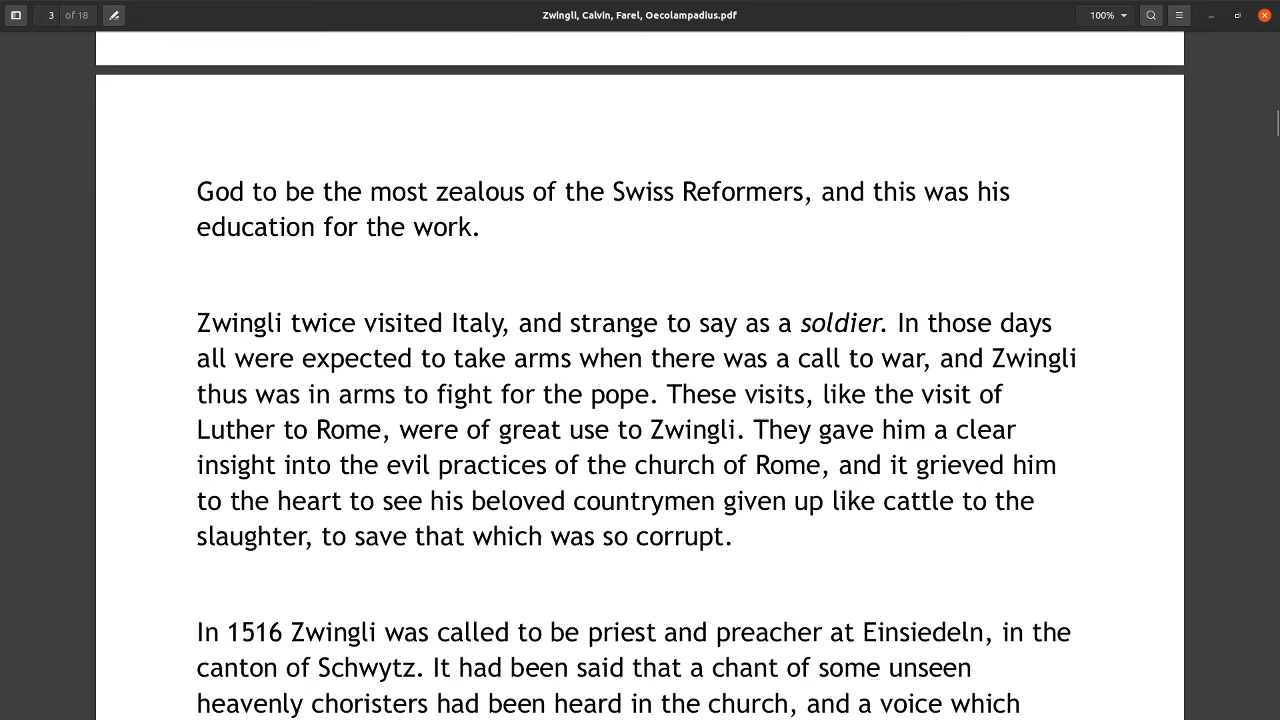 3 of 18
Zwingli, Calvin, Farel, Oecolampadius.pdf
100%
God to be the most zealous of the Swiss Reformers, and this was his
education for the work.
Zwingli twice visited Italy, and strange to say as a soldier. In those days
all were expected to take arms when there was a call to war, and Zwingli
thus was in arms to fight for the pope. These visits, like the visit of
Luther to Rome, were of great use to Zwingli. They gave him a clear
insight into the evil practices of the church of Rome, and it grieved him
to the heart to see his beloved countrymen given up like cattle to the
slaughter, to save that which was so corrupt.
In 1516 Zwingli was called to be priest and preacher at Einsiedeln, in the
canton of Schwytz. It had been said that a chant of some unseen
heavenly choristers had been heard in the church, and a voice which